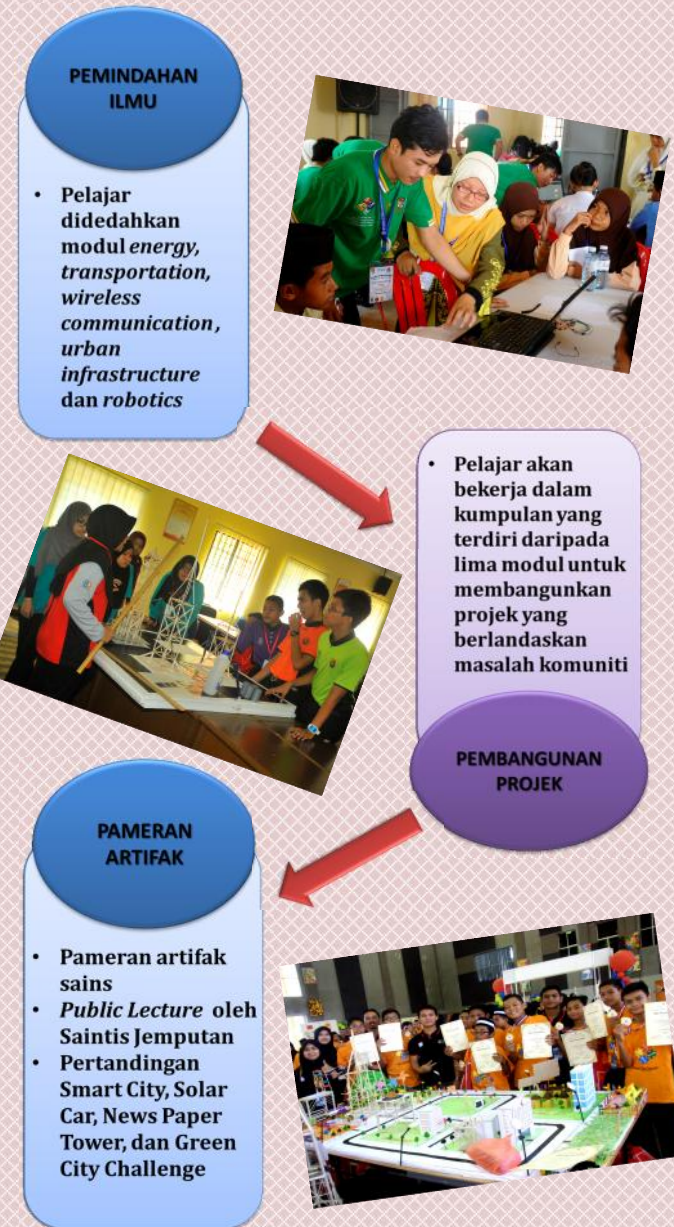 PEMINDAHAN
ILMU
• Pelajar
didedahkan
modul energy,
transportation,
wireless
communication,
urban
infrastructure
dan robotics
• Pelajar akan
bekerja dalam
kumpulan yang
terdiri daripada
lima modul untuk
membangunkan
projek yang
berlandaskan
masalah komuniti
PEMBANGUNAN
PROJEK
PAMERAN
ARTIFAK
• Pameran artifak
sains
• Public Lecture oleh
Saintis Jemputan
• Pertandingan
Smart City, Solar
Car, News Paper
Tower, dan Green
City Challenge